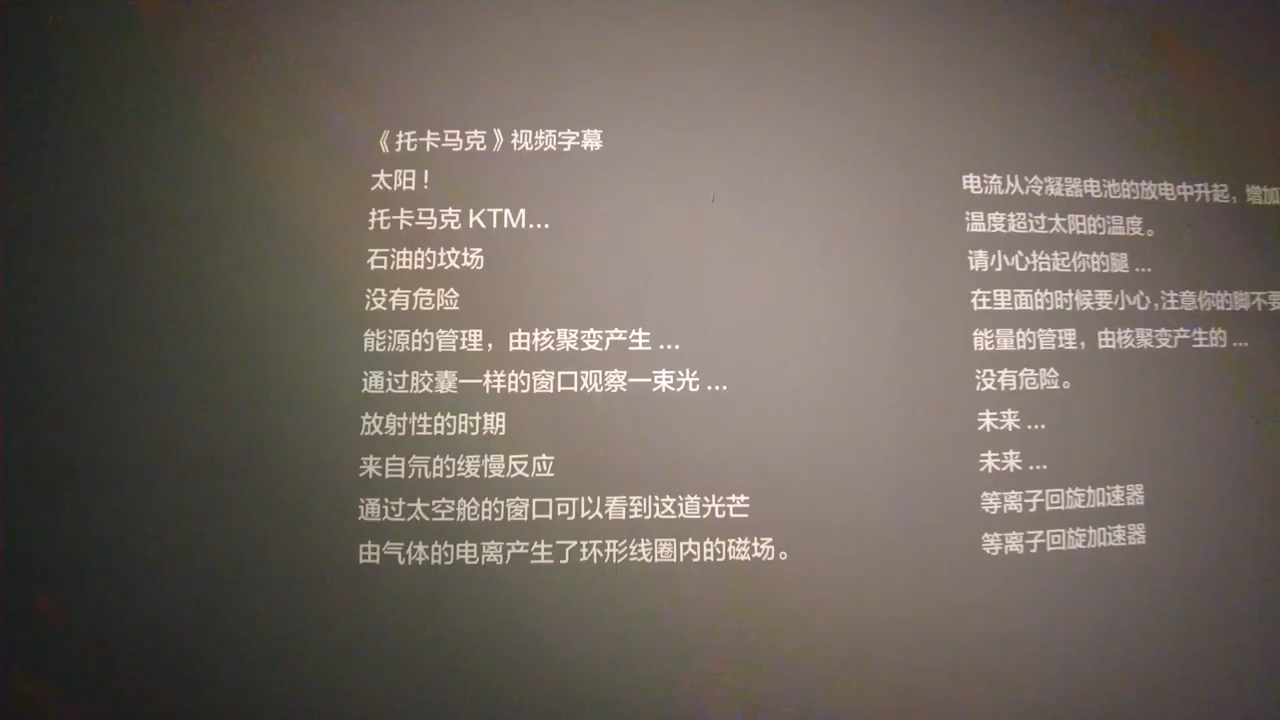 《托卡马克》视频字幕
太阳！
托卡马克 KTM...
石油的坟场
没有危险
能源的管理，由核聚变产生 ...
通过胶囊一样的窗口观察一束光 ...
放射性的时期
来自氘的缓慢反应
通过太空舱的窗口可以看到这道光芒
由气体的电离产生了环形线圈内的磁场。
电流从冷凝器电池的放电中升起，增加
温度超过太阳的温度。
请小心抬起你的腿 ...
在里面的时候要小心,注意你的脚不要
能量的管理，由核聚变产生的 ...
没有危险。
未来 ...
未来 ...
等离子回旋加速器
等离子回旋加速器